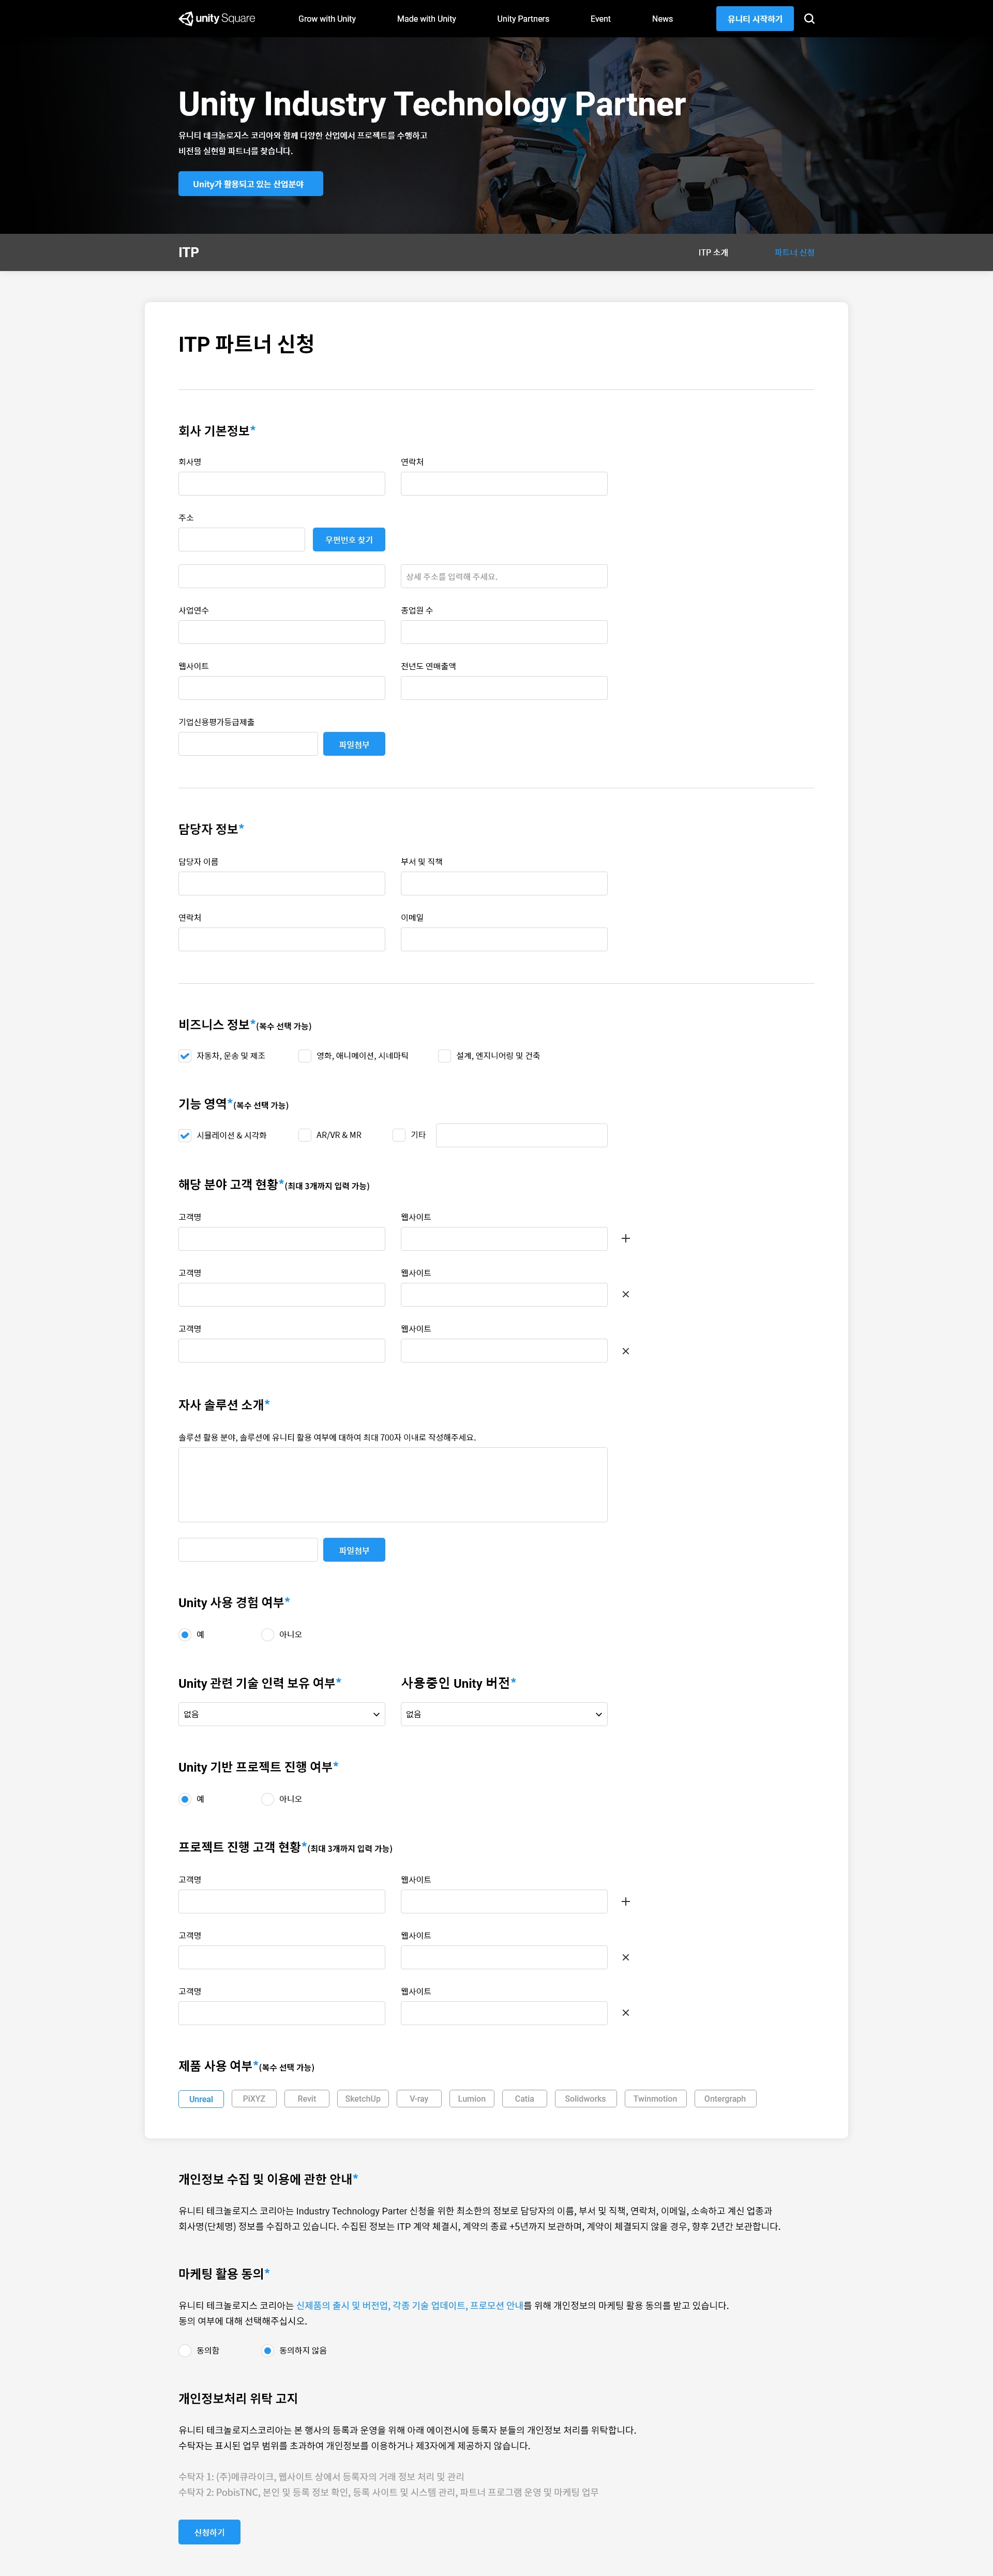 unity Square
Grow with Unity
Made with Unity
Unity Partners
Event
News
유니티 시작하기
Unity Industry Technology Partner
유니티 테크놀로지스 코리아와 함께 다양한 산업에서 프로젝트를 수행하고
비전을 실현할 파트너를 찾습니다.
Unity가 활용되고 있는 산업분야
ITP
ITP 소개
파트너 신청
ITP 파트너 신청
회사 기본정보*
회사명
연락처
주소
우편번호 찾기
상세 주소를 입력해 주세요.
사업연수
종업원 수
웹사이트
전년도 연매출액
기업신용평가등급제출
파일첨부
담당자 정보*
담당자 이름
부서 및 직책
연락처
이메일
비즈니스 정보*(복수 선택 가능)
자동차, 운송 및 제조
영화, 애니메이션, 시네마틱
설계, 엔지니어링 및 건축
기능 영역*(복수 선택 가능)
시뮬레이션 & 시각화
AR/VR & MR
기타
해당 분야 고객 현황*(최대 3개까지 입력 가능)
고객명
웹사이트
고객명
웹사이트
고객명
웹사이트
자사 솔루션 소개*
솔루션 활용 분야, 솔루션에 유니티 활용 여부에 대하여 최대 700자 이내로 작성해주세요.
파일첨부
Unity 사용 경험 여부*
예
아니오
Unity 관련 기술 인력 보유 여부*
사용중인 Unity 버전*
없음
없음
Unity 기반 프로젝트 진행 여부*
예
아니오
프로젝트 진행 고객 현황*(최대 3개까지 입력 가능)
고객명
웹사이트
고객명
웹사이트
고객명
웹사이트
제품 사용 여부*(복수 선택 가능)
Unreal
PiXYZ
Revit
SketchUp
V-ray
Lumion
Catia
Solidworks
Twinmotion
Ontergraph
개인정보 수집 및 이용에 관한 안내*
유니티 테크놀로지스 코리아는 Industry Technology Parter 신청을 위한 최소한의 정보로 담당자의 이름, 부서 및 직책, 연락처, 이메일, 소속하고 계신 업종과
회사명(단체명) 정보를 수집하고 있습니다. 수집된 정보는 ITP 계약 체결시, 계약의 종료 +5년까지 보관하며, 계약이 체결되지 않을 경우, 향후 2년간 보관합니다.
마케팅 활용 동의*
유니티 테크놀로지스 코리아는 신제품의 출시 및 버전업, 각종 기술 업데이트, 프로모션 안내를 위해 개인정보의 마케팅 활용 동의를 받고 있습니다.
동의 여부에 대해 선택해주십시오.
동의함
동의하지 않음
개인정보처리 위탁 고지
유니티 테크놀로지스코리아는 본 행사의 등록과 운영을 위해 아래 에이전시에 등록자 분들의 개인정보 처리를 위탁합니다.
수탁자는 표시된 업무 범위를 초과하여 개인정보를 이용하거나 제3자에게 제공하지 않습니다.
수탁자 1: (주)메큐라이크, 웹사이트 상에서 등록자의 거래 정보 처리 및 관리
수탁자 2: PobisTNC, 본인 및 등록 정보 확인, 등록 사이트 및 시스템 관리, 파트너 프로그램 운영 및 마케팅 업무
신청하기